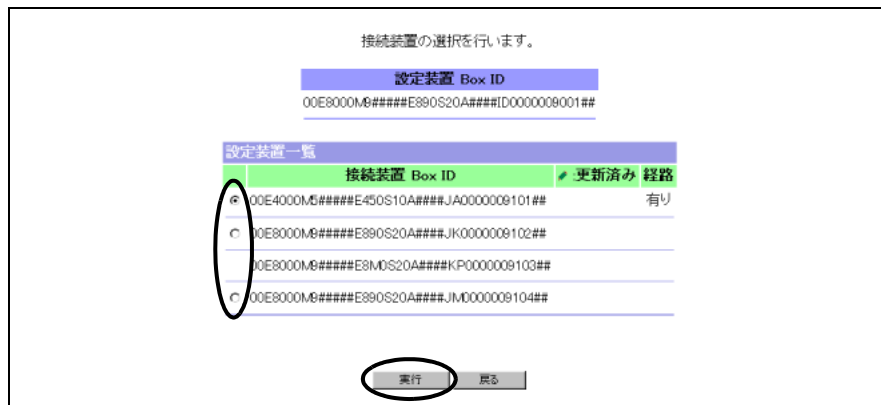 接続装置の選択を行います。
設定装置 Box ID
00E8000M9#####E890S20A####ID0000009001##
設定装置一覧
接続装置 Box ID :更新済み 経路
00E4000M5#####E450S10A####JA0000009101## 有り
00E8000M9#####E890S20A####JK0000009102##
00E8000M9#####E8M0S20A####KP0000009103##
00E8000M9#####E890S20A####JM0000009104##
実行 戻る